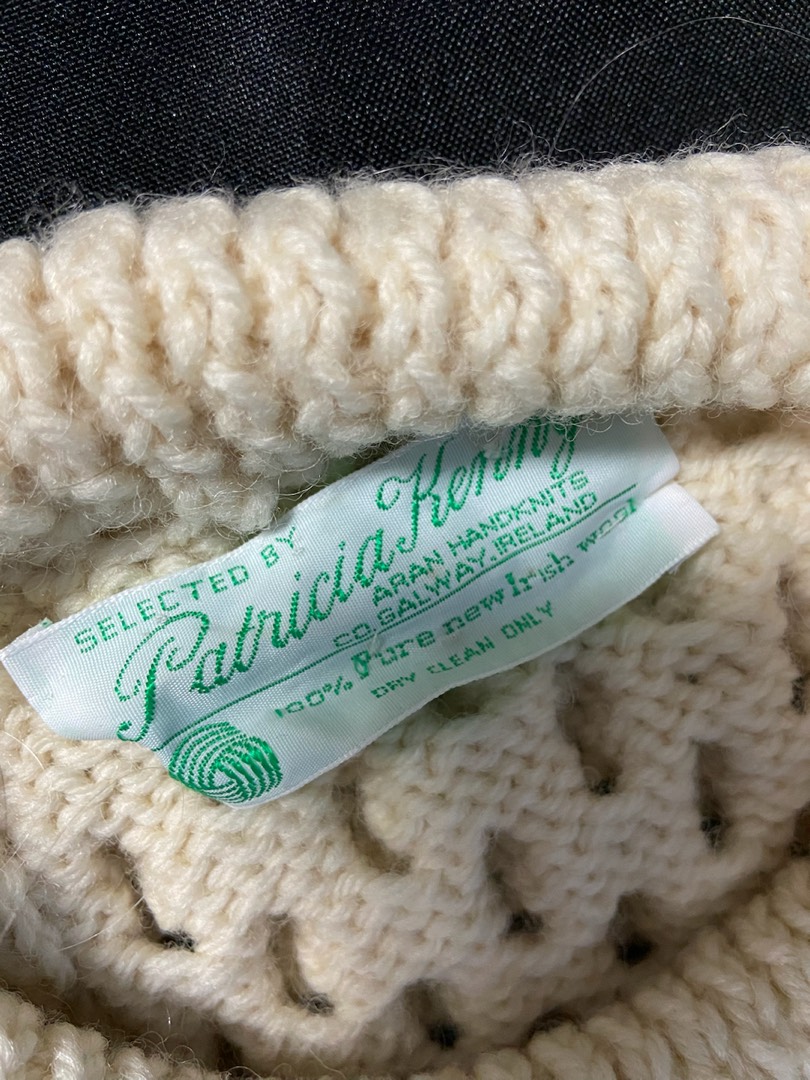 SELECTED BY
Patricia Kenny
ARAN HANDKNITS
CO GALWAY. IRELAND
100% Pure new Irish wool
DRY CLEAN ONLY